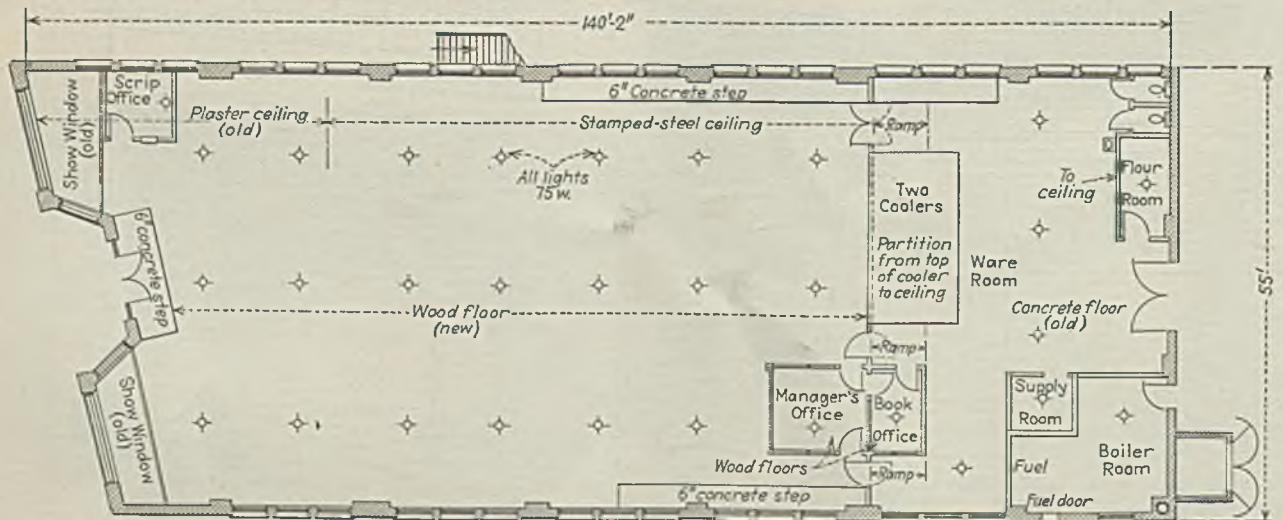 140'-2"
Scrip
Office
Show Window
(old)
Plaster ceiling
(old)
6" Concrete step
Stamped-steel ceiling
Ramp
All lights
75 w.
Two
Coolers
Partition
from top
of cooler
to ceiling
To
ceiling
Flour
Room
Ware
Room
6" concrete step
Wood floor
(new)
Concrete floor
(old)
55'
Ramp
Show Window
(old)
Manager's
Office
Book
Office
Supply
Room
Wood floors
Ramp
Fuel
Boiler
Room
6" concrete step
Fuel door